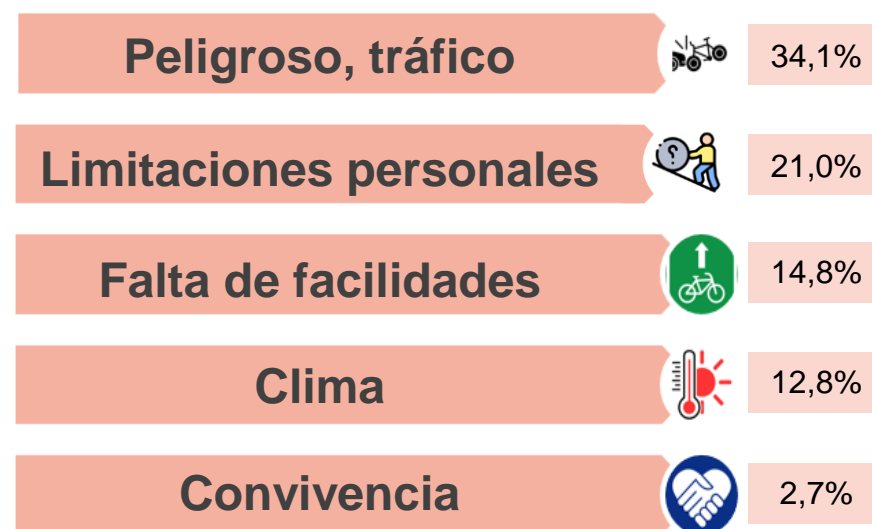 Peligroso, tráfico 34,1%
Limitaciones personales ? 21,0%
Falta de facilidades 14,8%
Clima 12,8%
Convivencia 2,7%